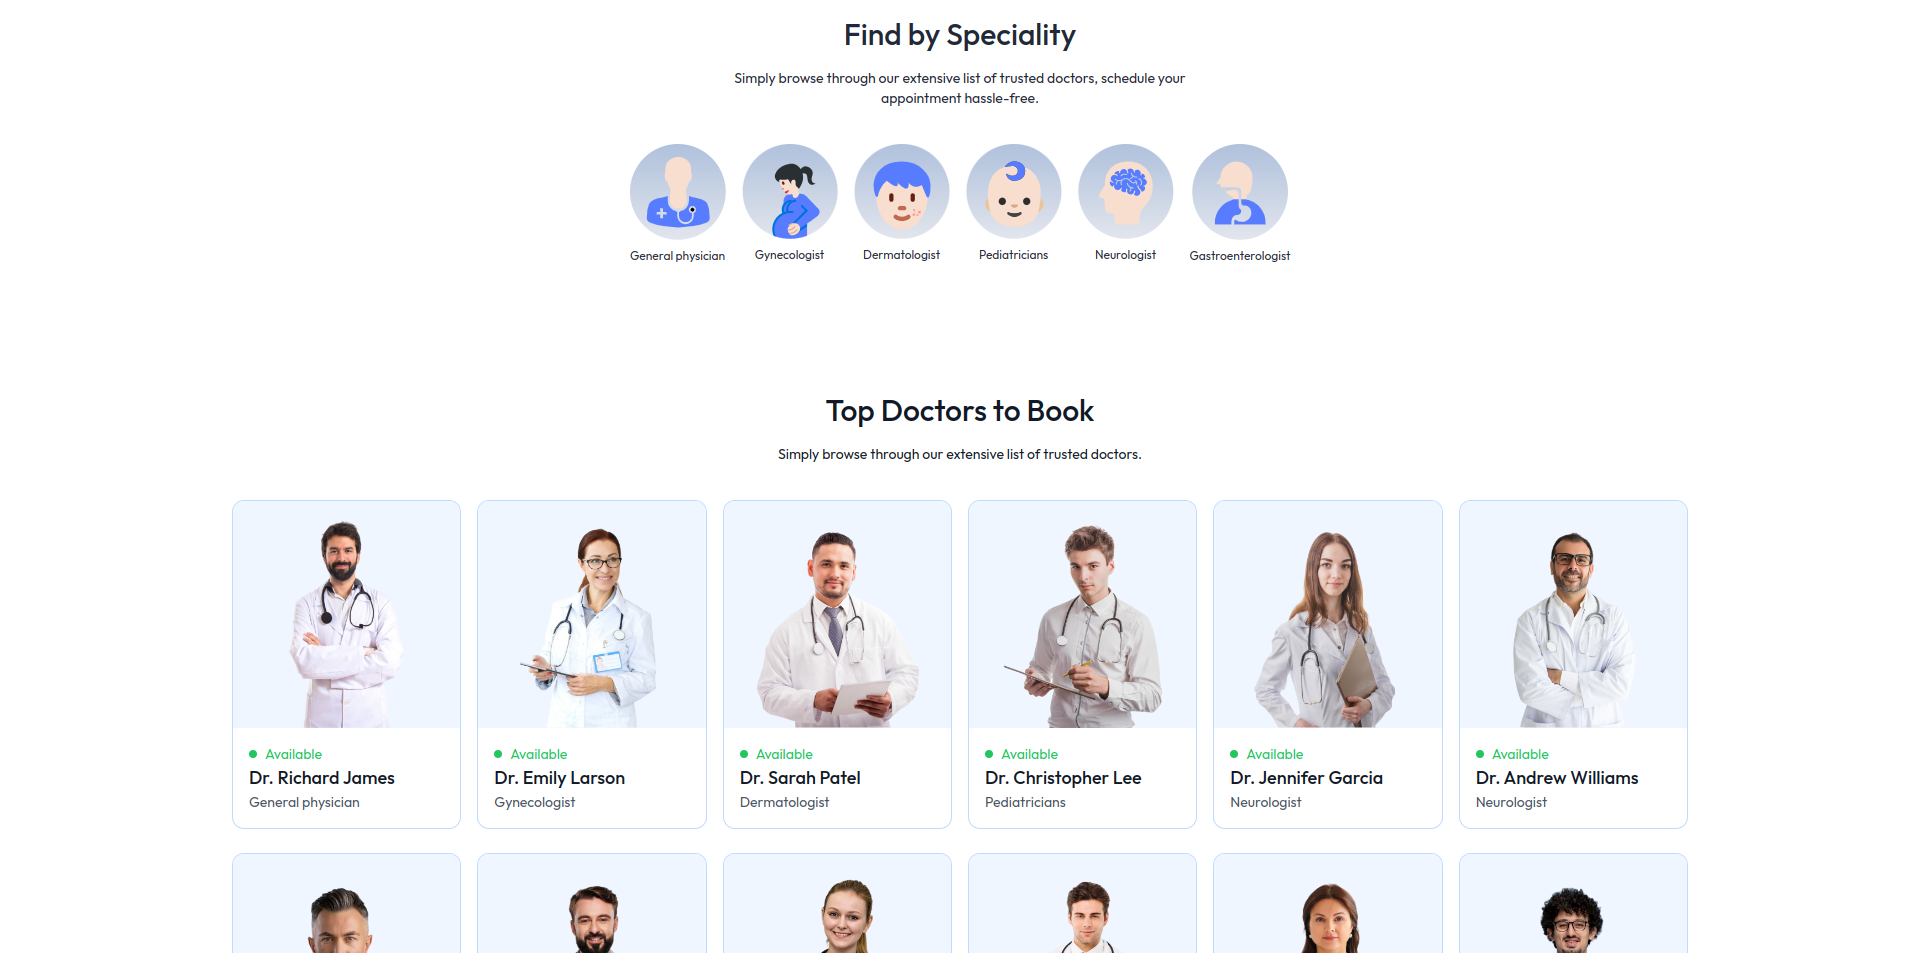 Find by Speciality
Simply browse through our extensive list of trusted doctors, schedule your
appointment hassle-free.
General physician
Gynecologist
Dermatologist
Pediatricians
Neurologist
Gastroenterologist
Top Doctors to Book
Simply browse through our extensive list of trusted doctors.
Available
Dr. Richard James
General physician
Available
Dr. Emily Larson
Gynecologist
Available
Dr. Sarah Patel
Dermatologist
Available
Dr. Christopher Lee
Pediatricians
Available
Dr. Jennifer Garcia
Neurologist
Available
Dr. Andrew Williams
Neurologist